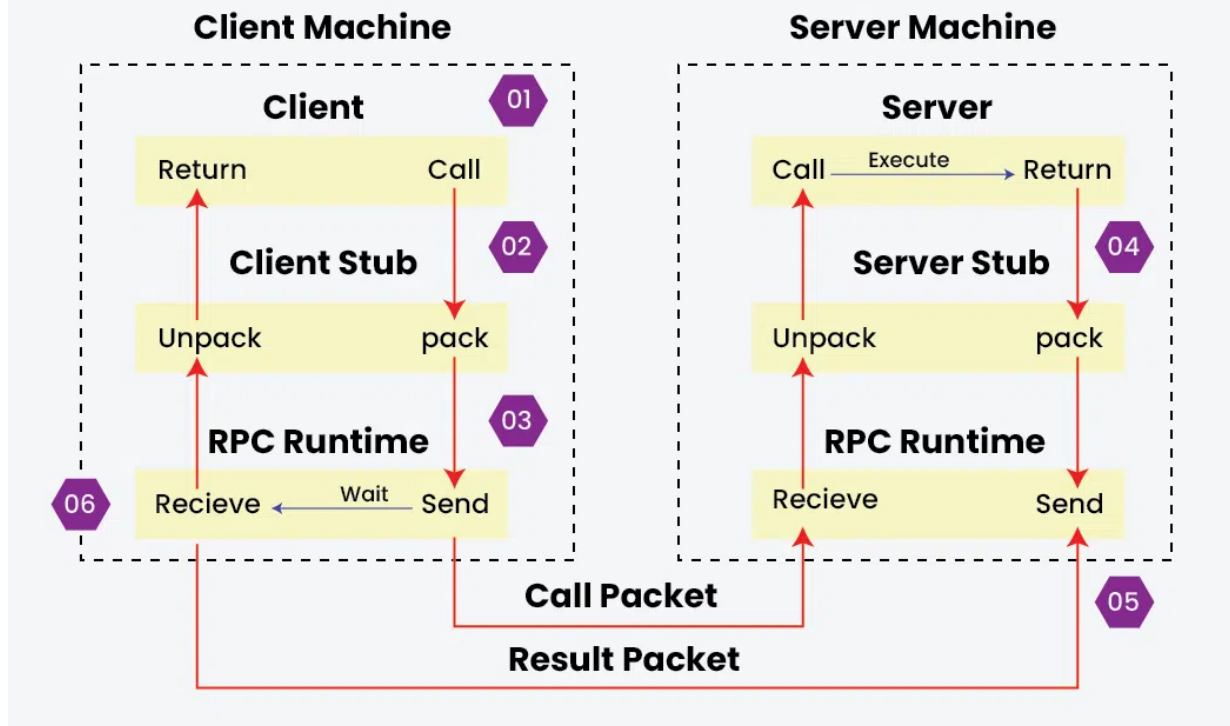 Client Machine
Server Machine
Client
01
Return
Call
02
Client Stub
Unpack
pack
03
RPC Runtime
06
Recieve
Wait
Send
Server
Call
Execute
Return
04
Server Stub
Unpack
pack
RPC Runtime
Recieve
Send
05
Call Packet
Result Packet